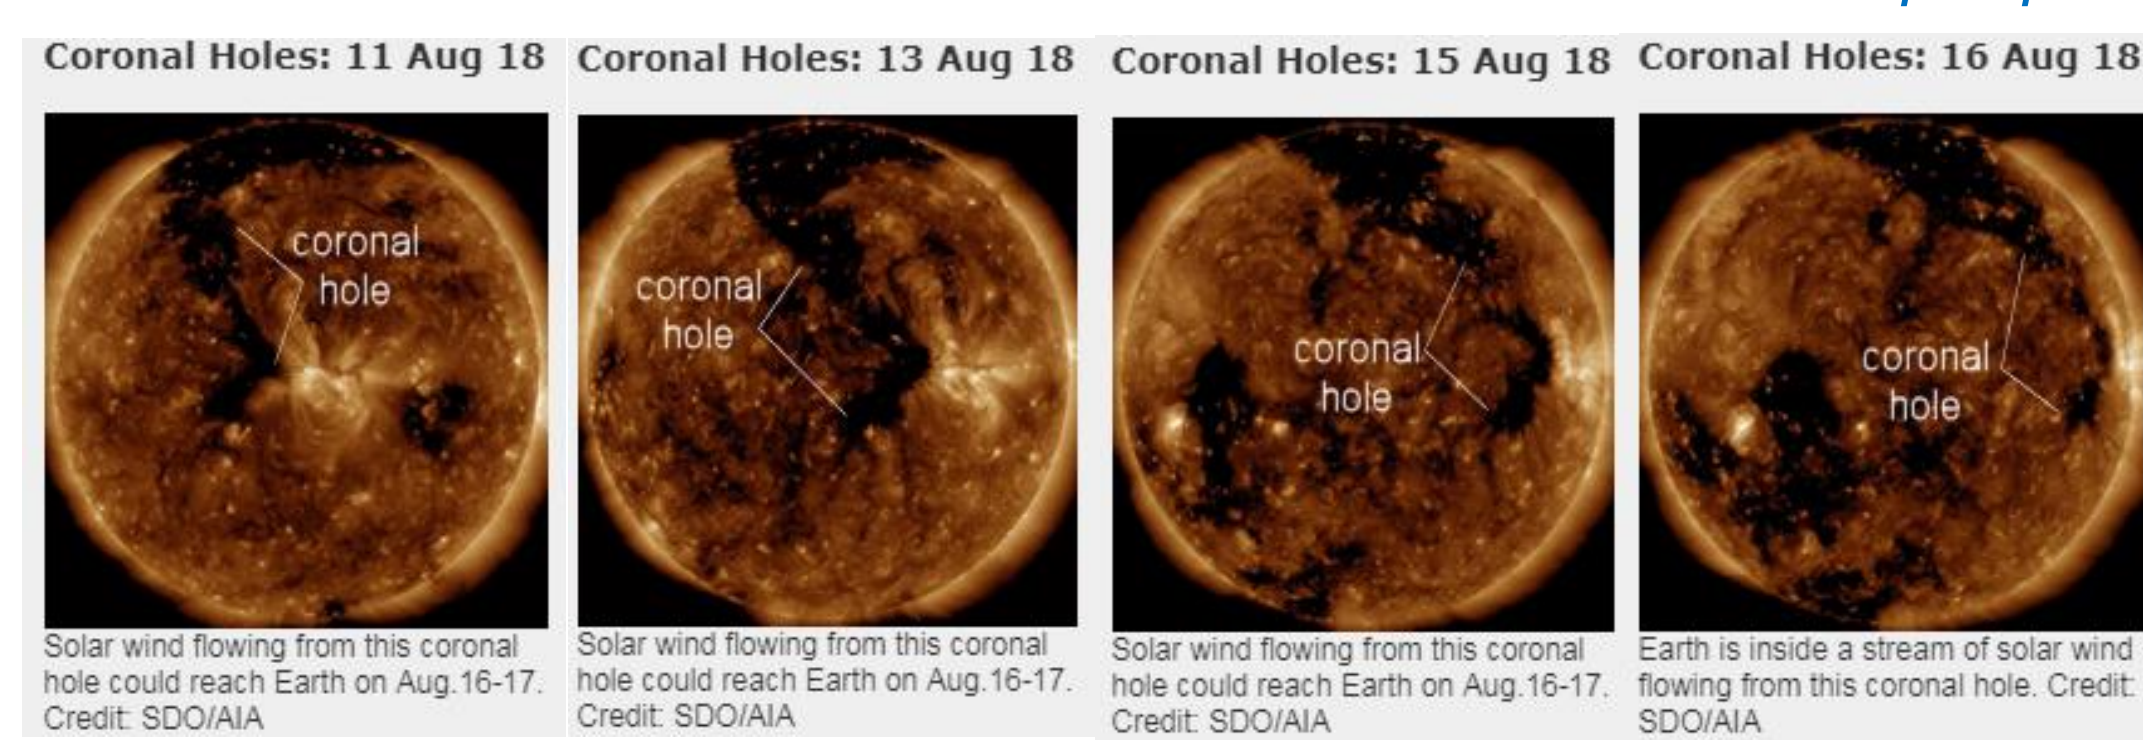 Coronal Holes: 11 Aug 18
coronal
hole
Solar wind flowing from this coronal
hole could reach Earth on Aug.16-17.
Credit: SDO/AIA
Coronal Holes: 13 Aug 18
coronal
hole
Solar wind flowing from this coronal
hole could reach Earth on Aug.16-17.
Credit: SDO/AIA
Coronal Holes: 15 Aug 18
coronal
hole
Solar wind flowing from this coronal
hole could reach Earth on Aug.16-17.
Credit: SDO/AIA
Coronal Holes: 16 Aug 18
coronal
hole
Earth is inside a stream of solar wind
flowing from this coronal hole. Credit:
SDO/AIA